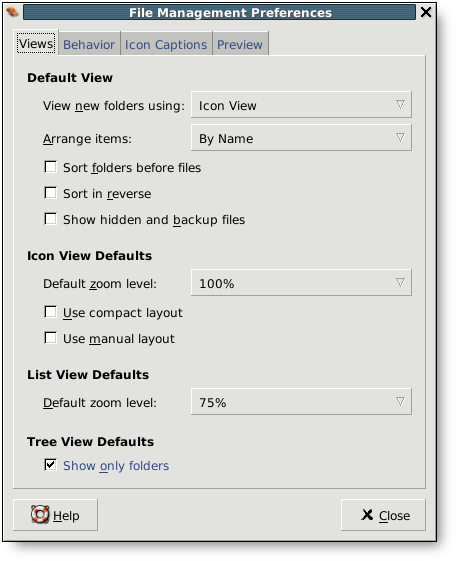 File Management Preferences
Views Behavior Icon Captions Preview
Default View
View new folders using: Icon View
Arrange items: By Name
Sort folders before files
Sort in reverse
Show hidden and backup files
Icon View Defaults
Default zoom level: 100%
Use compact layout
Use manual layout
List View Defaults
Default zoom level: 75%
Tree View Defaults
Show only folders
Help Close